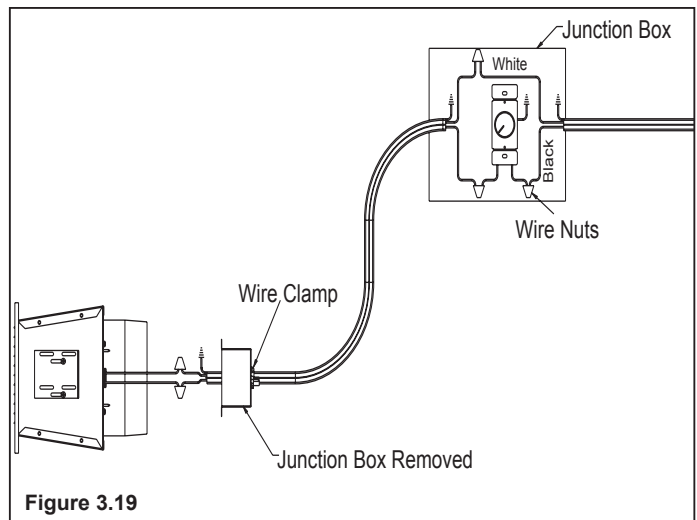 Junction Box
White
Black
Wire Nuts
Wire Clamp
Junction Box Removed
Figure 3.19